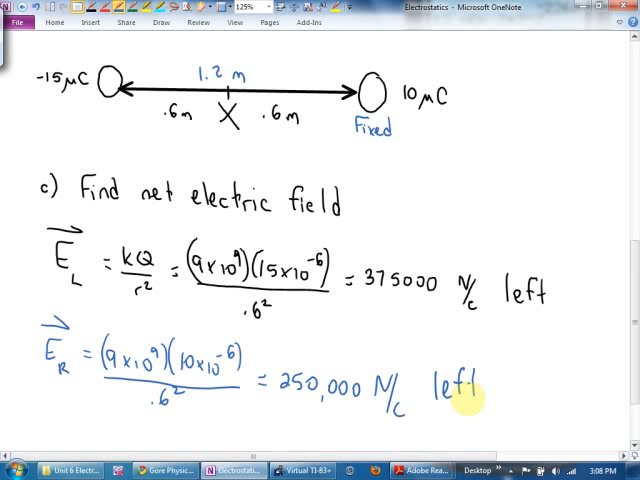 Electrostatics - Microsoft OneNote
125%
File Home Insert Share Draw Review View Add-Ins
1.2 m
-15μC
10μC
.6m X .6m
Fixed
c) Find net electric field
E_L = kQ/r² = (9x10⁹)(15x10⁻⁶)/.6² = 375000 N/C left
E_R = (9x10⁹)(10x10⁻⁶)/.6² = 250,000 N/C left
Unit 6 Electr... Gore Physic... Electrostati... Virtual TI-83+ Adobe Rea... Desktop 3:08 PM